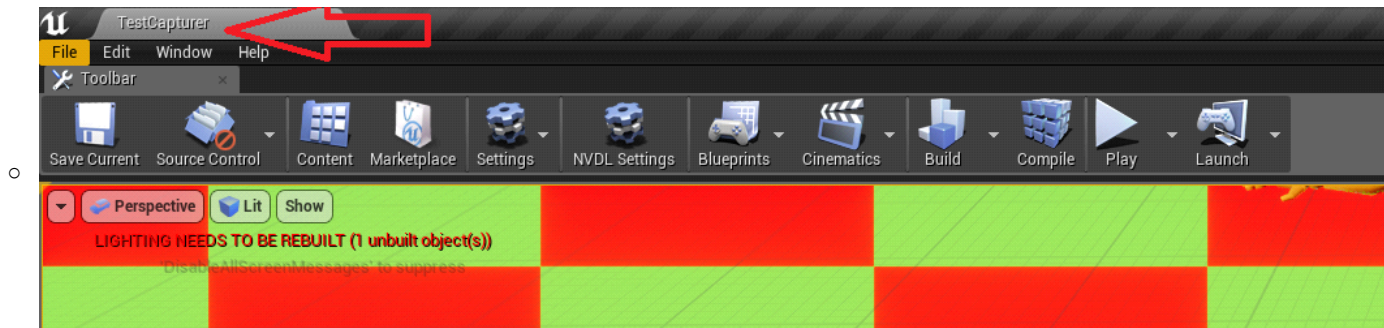 TestCapturer
File Edit Window Help
Toolbar
Save Current Source Control Content Marketplace Settings NVDL Settings Blueprints Cinematics Build Compile Play Launch
Perspective Lit Show
LIGHTING NEEDS TO BE REBUILT (1 unbuilt object(s))
'DisableAllScreenMessages' to suppress